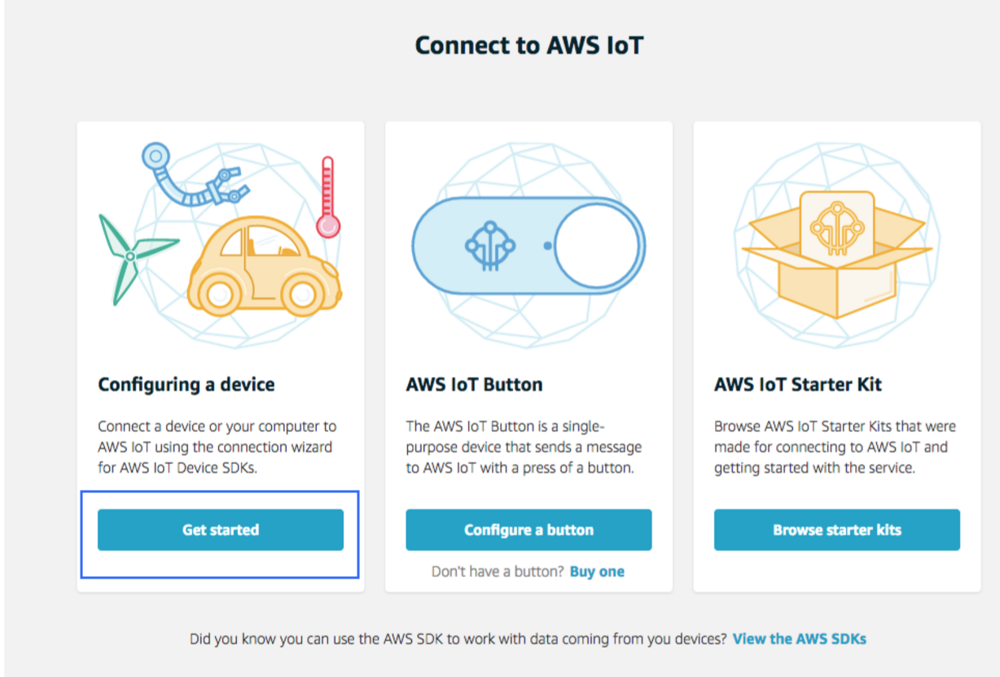 Connect to AWS IoT
Configuring a device
Connect a device or your computer to
AWS IoT using the connection wizard
for AWS IoT Device SDKs.
Get started
AWS IoT Button
The AWS IoT Button is a single-
purpose device that sends a message
to AWS IoT with a press of a button.
Configure a button
Don't have a button? Buy one
AWS IoT Starter Kit
Browse AWS IoT Starter Kits that were
made for connecting to AWS IoT and
getting started with the service.
Browse starter kits
Did you know you can use the AWS SDK to work with data coming from you devices? View the AWS SDKs